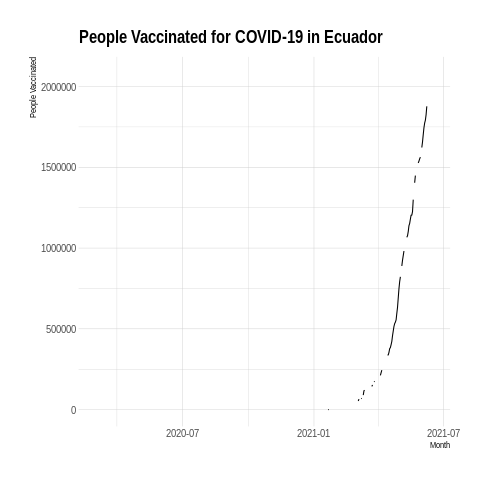 People Vaccinated for COVID-19 in Ecuador
People Vaccinated
2000000
1500000
1000000
500000
0
2020-07
2021-01
2021-07
Month